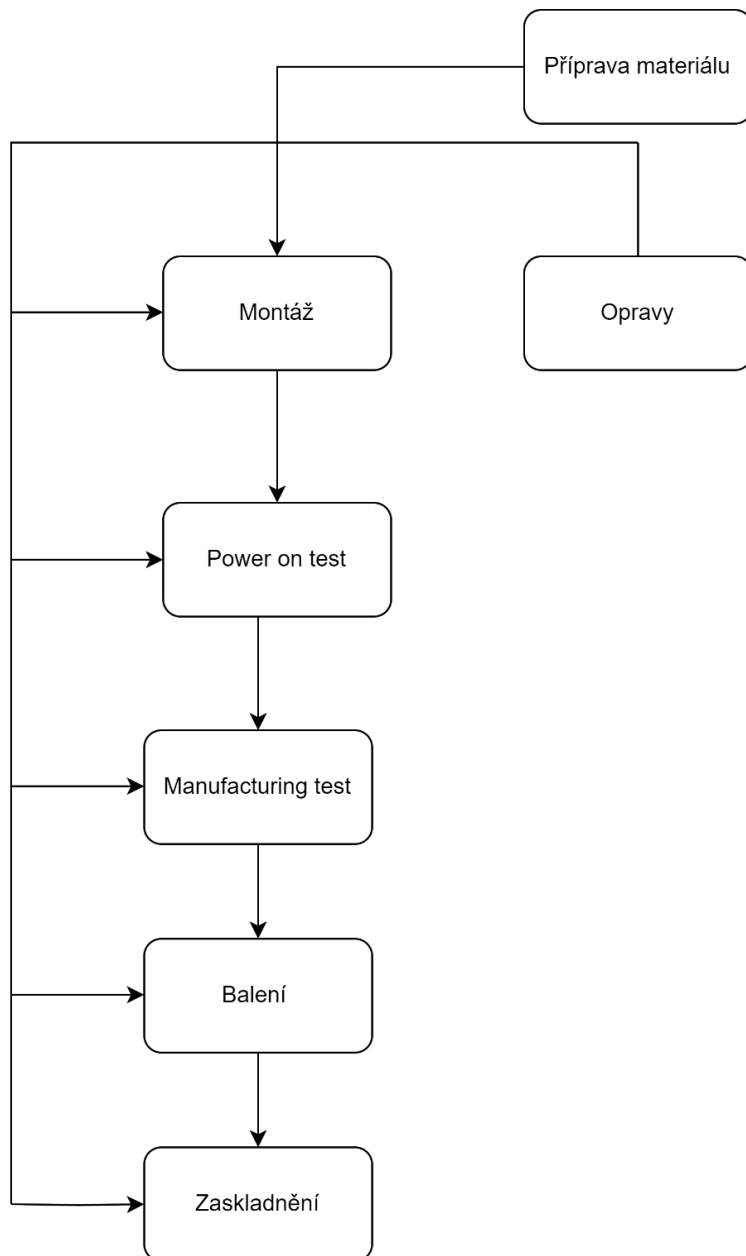 Příprava materiálu
Montáž
Opravy
Power on test
Manufacturing test
Balení
Zaskladnění